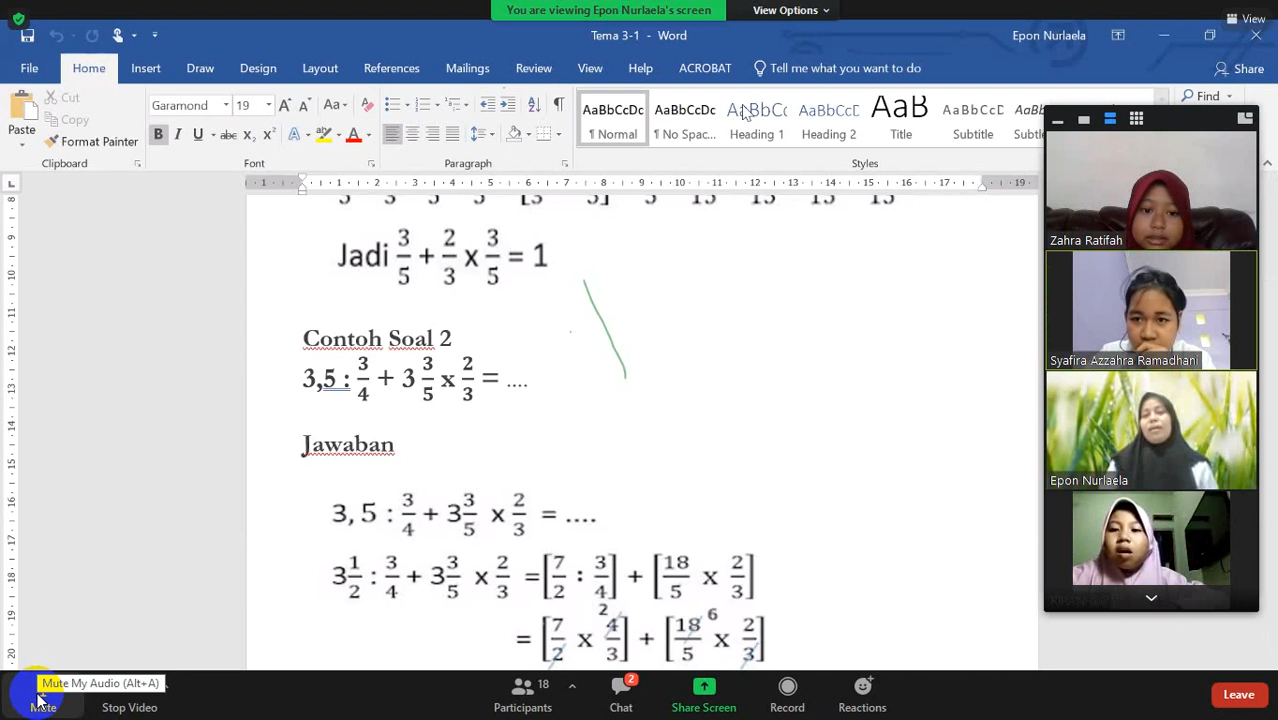 You are viewing Epon Nurlaela's screen
View Options
View
Tema 3-1 - Word
Epon Nurlaela
File Home Insert Draw Design Layout References Mailings Review View Help ACROBAT Tell me what you want to do Share
Cut
Copy
Paste
Format Painter
Clipboard
Garamond 19
Font
Paragraph
AaBbCcDc AaBbCcDc AaBbCc AaBbCcC AaB AaBbCcD
¶ Normal ¶ No Spac... Heading 1 Heading 2 Title Subtitle
Styles
Find
Jadi 3/5 + 2/3 x 3/5 = 1
Contoh Soal 2
3,5 : 3/4 + 3 3/5 x 2/3 = ....
Jawaban
3, 5 : 3/4 + 3 3/5 x 2/3 = ....
3 1/2 : 3/4 + 3 3/5 x 2/3 = [7/2 : 3/4] + [18/5 x 2/3]
= [7/2 x 4/3] + [18/5 x 2/3]
2 6
Zahra Ratifah
Syafira Azzahra Ramadhani
Epon Nurlaela
Mute My Audio (Alt+A)
Mute
Stop Video
Participants 18
Chat 2
Share Screen
Record
Reactions
Leave